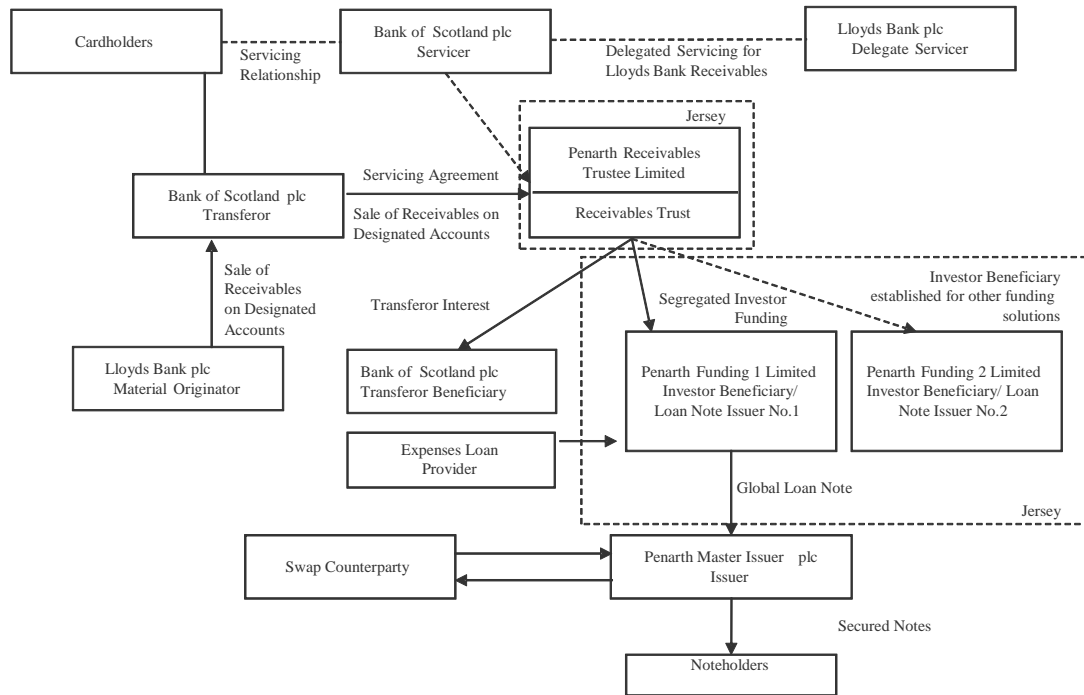 Cardholders
Bank of Scotland plc
Servicer
Lloyds Bank plc
Delegate Servicer
Servicing
Relationship
Delegated Servicing for
Lloyds Bank Receivables
Jersey
Penarth Receivables
Trustee Limited
Receivables Trust
Bank of Scotland plc
Transferor
Servicing Agreement
Sale of Receivables on
Designated Accounts
Sale of
Receivables
on Designated
Accounts
Transferor Interest
Segregated Investor
Funding
Investor Beneficiary
established for other funding
solutions
Lloyds Bank plc
Material Originator
Bank of Scotland plc
Transferor Beneficiary
Penarth Funding 1 Limited
Investor Beneficiary/
Loan Note Issuer No.1
Penarth Funding 2 Limited
Investor Beneficiary/ Loan
Note Issuer No.2
Expenses Loan
Provider
Global Loan Note
Jersey
Swap Counterparty
Penarth Master Issuer plc
Issuer
Secured Notes
Noteholders